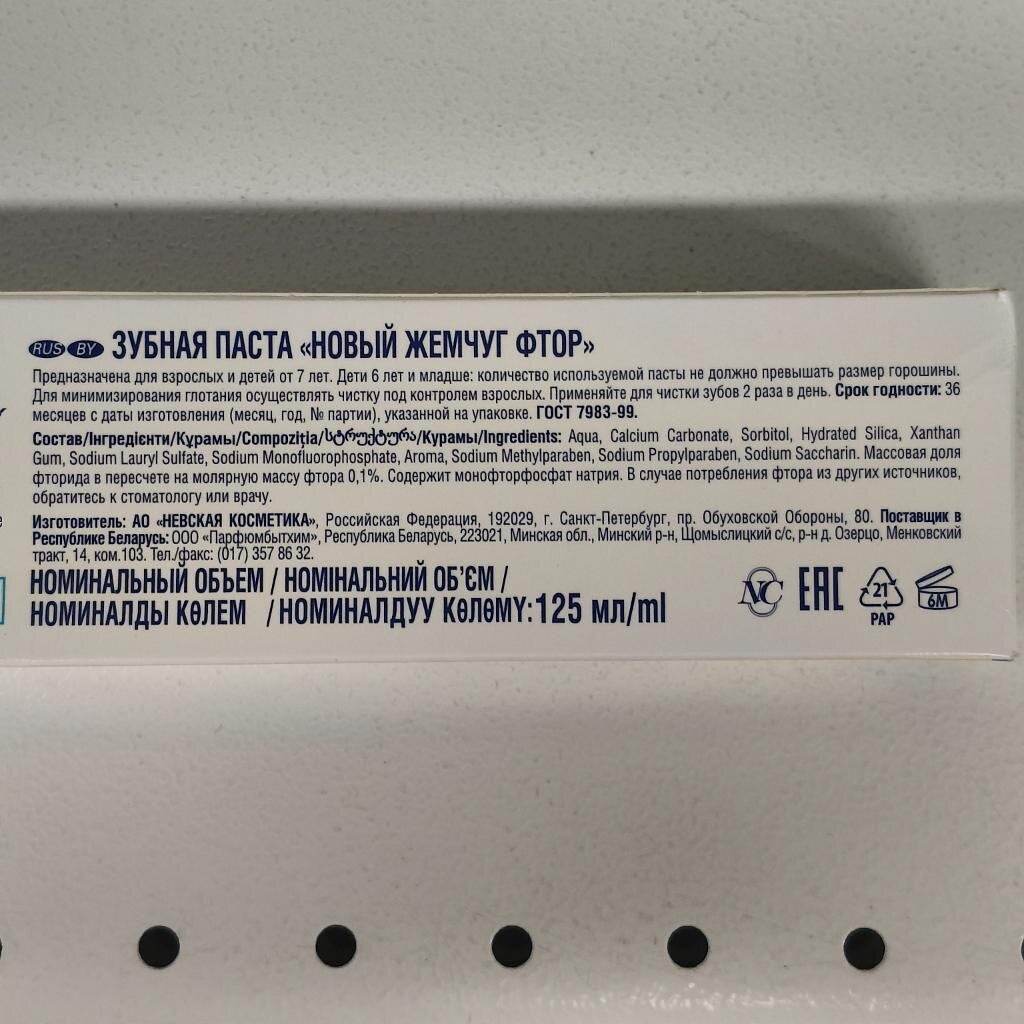 RUS BY ЗУБНАЯ ПАСТА «НОВЫЙ ЖЕМЧУГ ФТОР»
Предназначена для взрослых и детей от 7 лет. Дети 6 лет и младше: количество используемой пасты не должно превышать размер горошины.
Для минимизирования глотания осуществлять чистку под контролем взрослых. Применяйте для чистки зубов 2 раза в день. Срок годности: 36
месяцев с даты изготовления (месяц, год, № партии), указанной на упаковке. ГОСТ 7983-99.
Состав/Інгредієнти/Құрамы/Compoziția/სტრუქტურა/Курамы/Ingredients: Aqua, Calcium Carbonate, Sorbitol, Hydrated Silica, Xanthan
Gum, Sodium Lauryl Sulfate, Sodium Monofluorophosphate, Aroma, Sodium Methylparaben, Sodium Propylparaben, Sodium Saccharin. Массовая доля
фторида в пересчете на молярную массу фтора 0,1%. Содержит монофторфосфат натрия. В случае потребления фтора из других источников,
обратитесь к стоматологу или врачу.
Изготовитель: АО «НЕВСКАЯ КОСМЕТИКА», Российская Федерация, 192029, г. Санкт-Петербург, пр. Обуховской Обороны, 80. Поставщик в
Республике Беларусь: ООО «Парфюмбытхим», Республика Беларусь, 223021, Минская обл., Минский р-н, Щомыслицкий с/с, р-н д. Озерцо, Менковский
тракт, 14, ком.103. Тел./факс: (017) 357 86 32.
НОМИНАЛЬНЫЙ ОБЪЕМ / НОМІНАЛЬНИЙ ОБ'ЄМ /
НОМИНАЛДЫ КӨЛЕМ / НОМИНАЛДУУ КӨЛӨМҮ: 125 мл/ml
NC EAC 21 PAP 6M